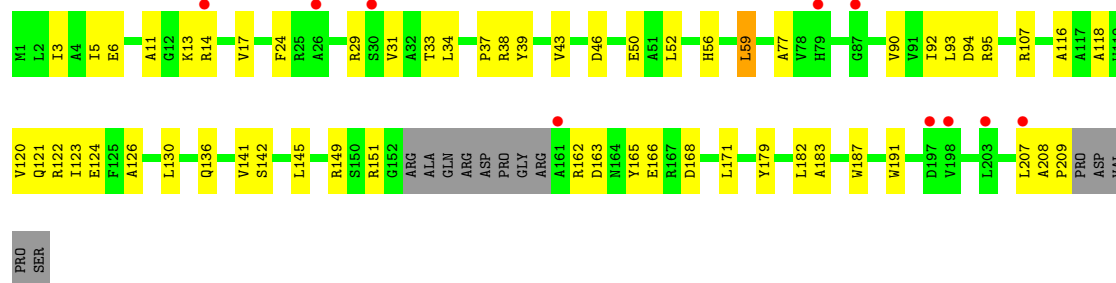 M1 L2 I3 A4 I5 E6 A11 G12 K13 R14 V17 F24 R25 A26 R29 S30 V31 A32 T33 L34 P37 R38 Y39 V43 D46 E50 A51 L52 H56 L59 A77 V78 H79 G87 V90 V91 I92 L93 D94 R95 R107 A116 A117 A118
V120 Q121 R122 I123 E124 F125 A126 L130 Q136 V141 S142 L145 R149 S150 R151 G152 ARG ALA GLN ARG ASP PRO GLY ARG A161 R162 D163 N164 Y165 E166 R167 D168 L171 Y179 L182 A183 W187 W191 D197 V198 L203 L207 A208 P209 PRO ASP VAL
PRO SER